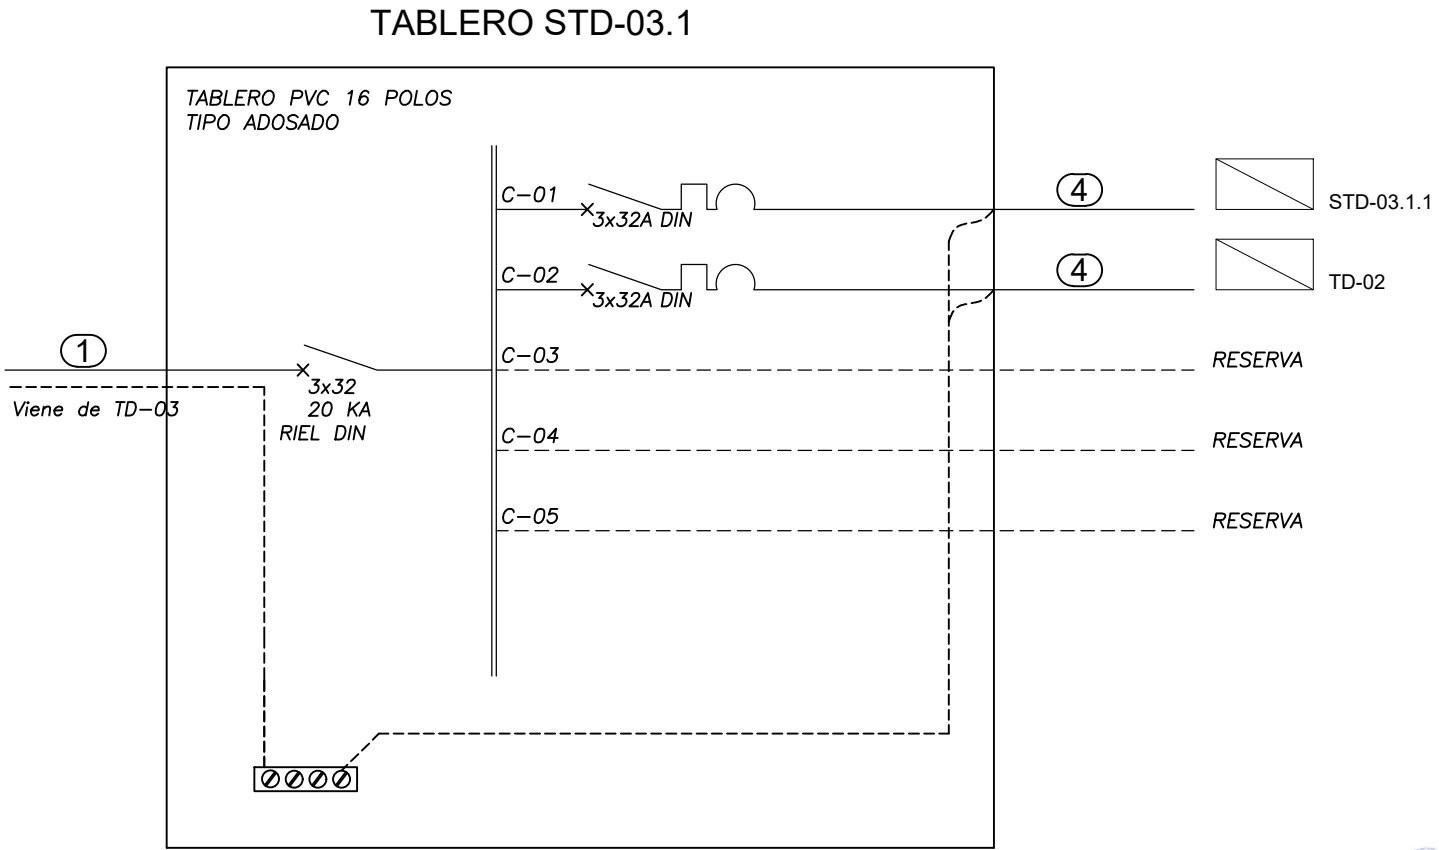 TABLERO STD-03.1
TABLERO PVC 16 POLOS
TIPO ADOSADO
C-01
3x32A DIN
4
STD-03.1.1
C-02
3x32A DIN
4
TD-02
1
Viene de TD-03
3x32
20 KA
RIEL DIN
C-03
RESERVA
C-04
RESERVA
C-05
RESERVA